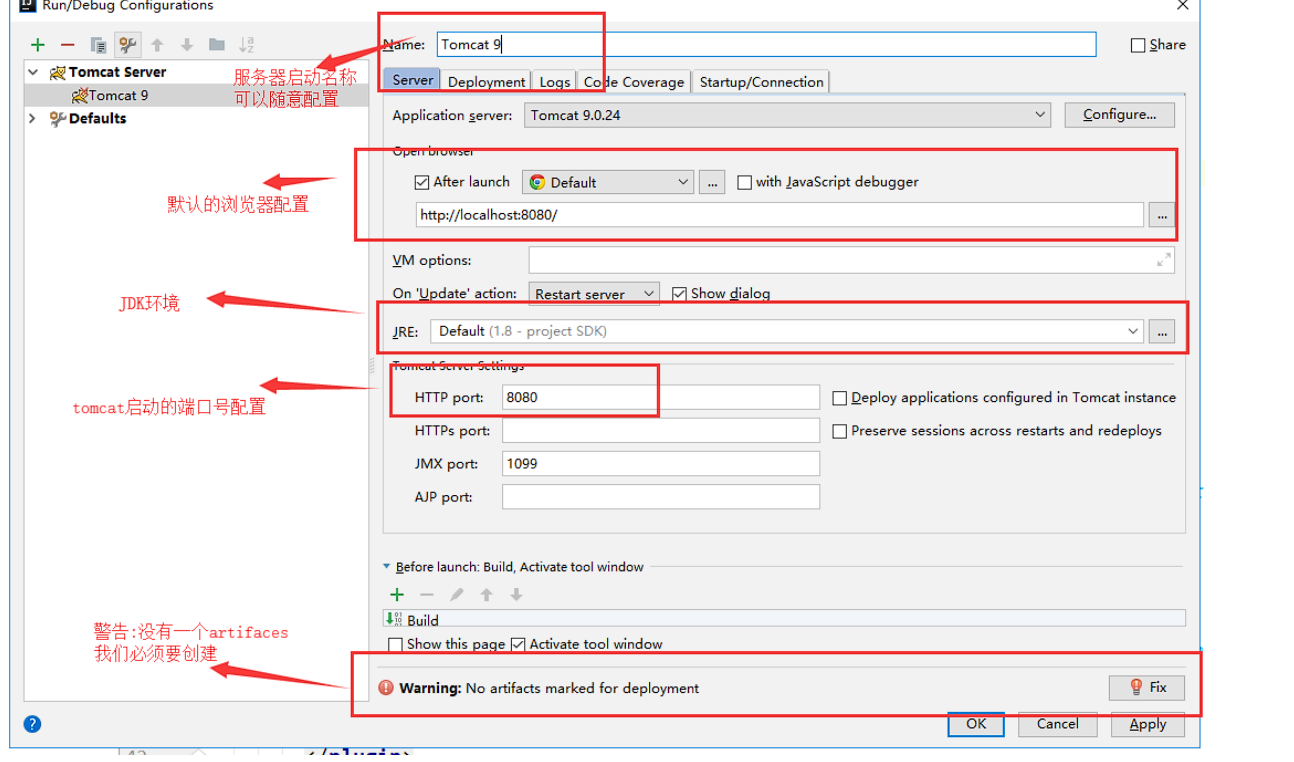 Run/Debug Configurations
Name: Tomcat 9
Share
Tomcat Server
Tomcat 9
Defaults
服务器启动名称
可以随意配置
Server Deployment Logs Code Coverage Startup/Connection
Application server: Tomcat 9.0.24 Configure...
Open browser
After launch Default ... with JavaScript debugger
http://localhost:8080/ ...
默认的浏览器配置
VM options:
On 'Update' action: Restart server Show dialog
JDK环境
JRE: Default (1.8 - project SDK) ...
Tomcat Server Settings
HTTP port: 8080 Deploy applications configured in Tomcat instance
tomcat启动的端口号配置
HTTPs port: Preserve sessions across restarts and redeploys
JMX port: 1099
AJP port:
Before launch: Build, Activate tool window
Build
Show this page Activate tool window
警告:没有一个artifaces
我们必须要创建
Warning: No artifacts marked for deployment Fix
OK Cancel Apply